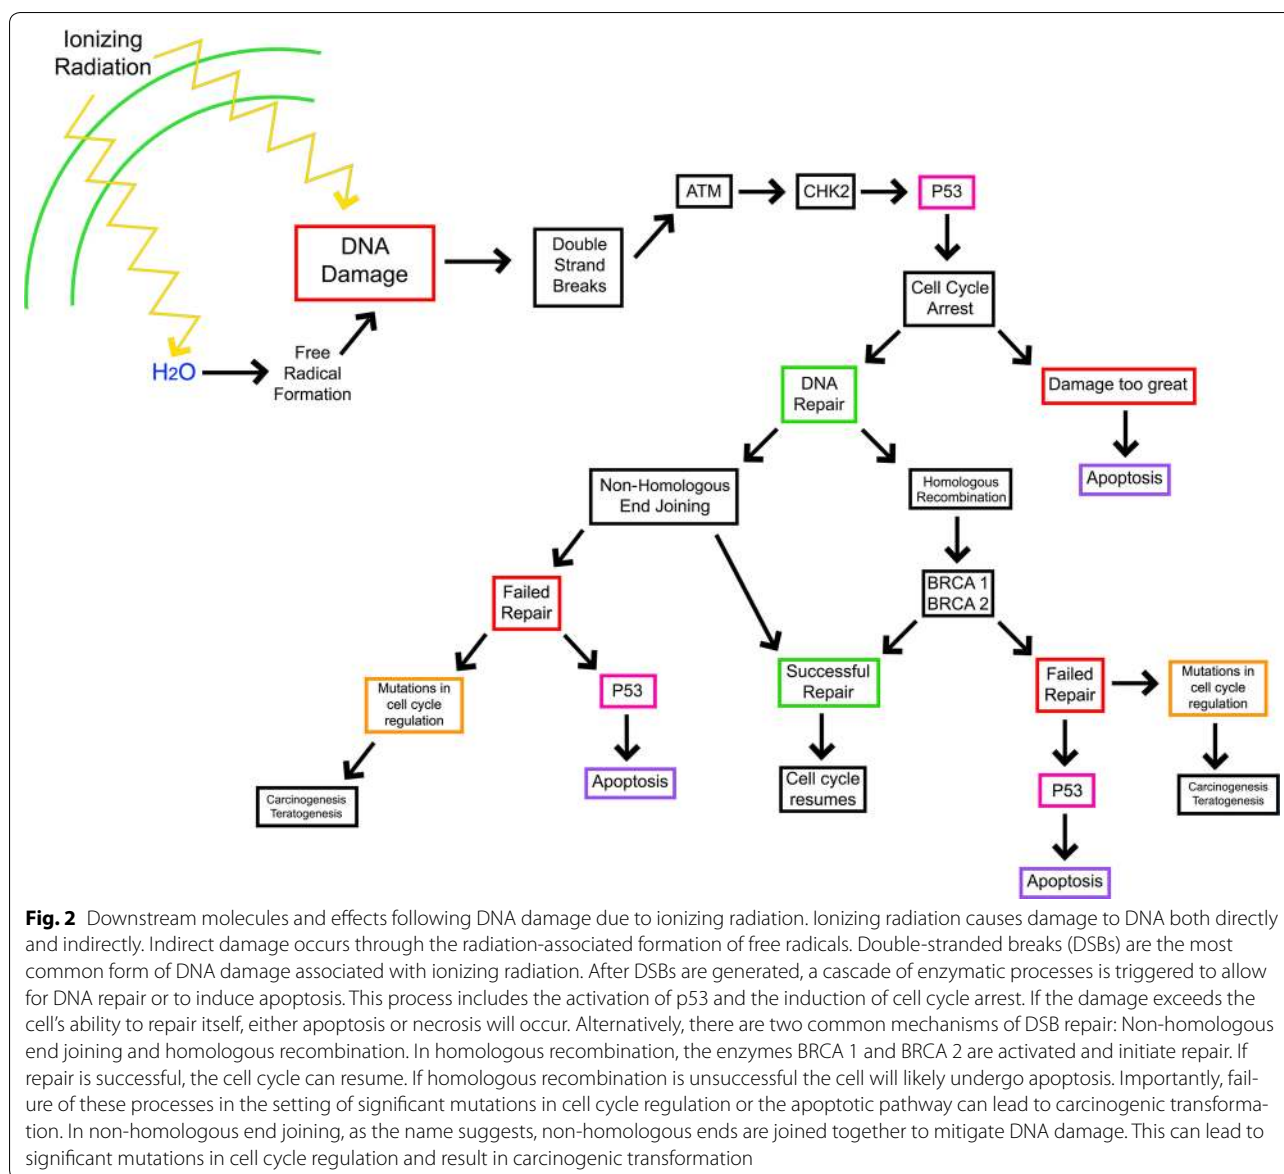 Ionizing
Radiation
DNA
Damage
H2O
Free
Radical
Formation
Double
Strand
Breaks
ATM
CHK2
P53
Cell Cycle
Arrest
DNA
Repair
Damage too great
Apoptosis
Non-Homologous
End Joining
Homologous
Recombination
BRCA 1
BRCA 2
Failed
Repair
Mutations in
cell cycle
regulation
Carcinogenesis
Teratogenesis
P53
Apoptosis
Successful
Repair
Cell cycle
resumes
Failed
Repair
Mutations in
cell cycle
regulation
P53
Carcinogenesis
Teratogenesis
Apoptosis
Fig. 2 Downstream molecules and effects following DNA damage due to ionizing radiation. Ionizing radiation causes damage to DNA both directly
and indirectly. Indirect damage occurs through the radiation-associated formation of free radicals. Double-stranded breaks (DSBs) are the most
common form of DNA damage associated with ionizing radiation. After DSBs are generated, a cascade of enzymatic processes is triggered to allow
for DNA repair or to induce apoptosis. This process includes the activation of p53 and the induction of cell cycle arrest. If the damage exceeds the
cell's ability to repair itself, either apoptosis or necrosis will occur. Alternatively, there are two common mechanisms of DSB repair: Non-homologous
end joining and homologous recombination. In homologous recombination, the enzymes BRCA 1 and BRCA 2 are activated and initiate repair. If
repair is successful, the cell cycle can resume. If homologous recombination is unsuccessful the cell will likely undergo apoptosis. Importantly, fail-
ure of these processes in the setting of significant mutations in cell cycle regulation or the apoptotic pathway can lead to carcinogenic transforma-
tion. In non-homologous end joining, as the name suggests, non-homologous ends are joined together to mitigate DNA damage. This can lead to
significant mutations in cell cycle regulation and result in carcinogenic transformation